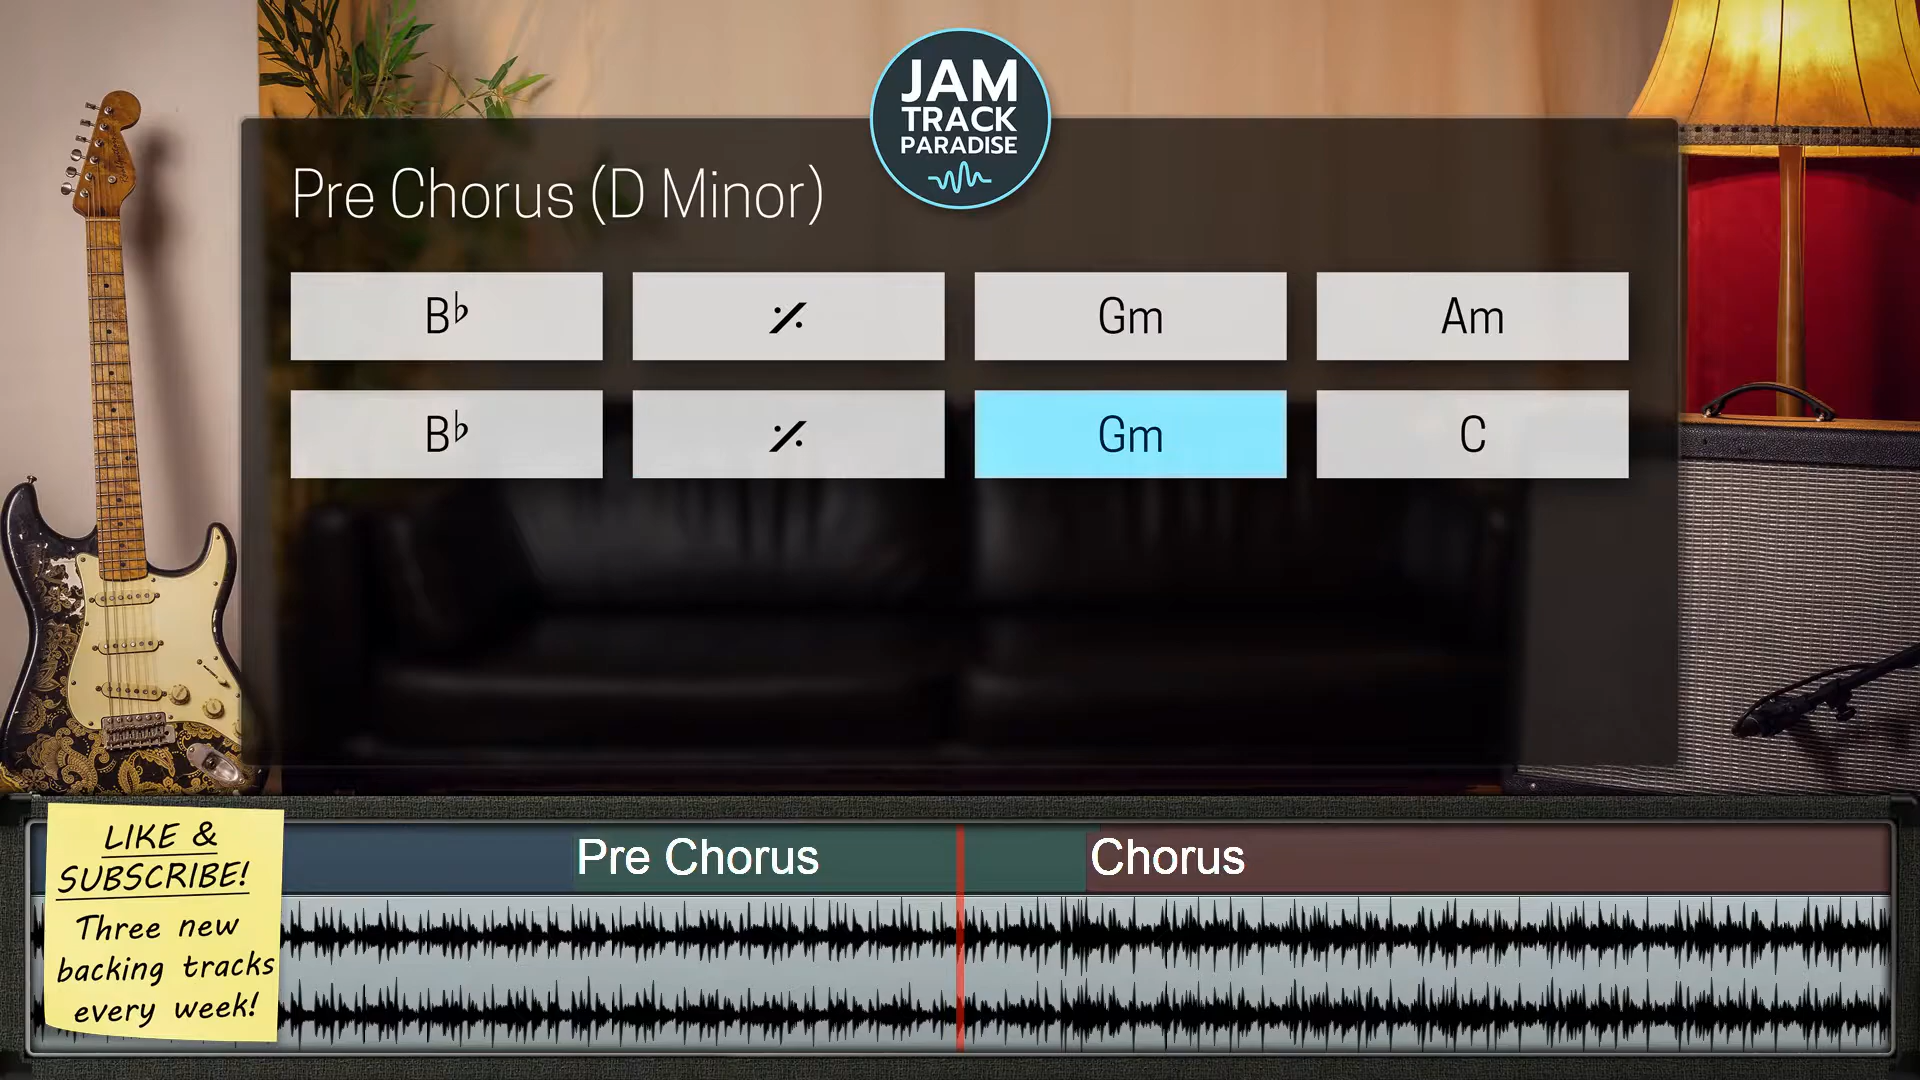 JAM
TRACK
PARADISE
Pre Chorus (D Minor)
B♭ 𝄎 Gm Am
B♭ 𝄎 Gm C
LIKE &
SUBSCRIBE!
Three new
backing tracks
every week!
Pre Chorus
Chorus